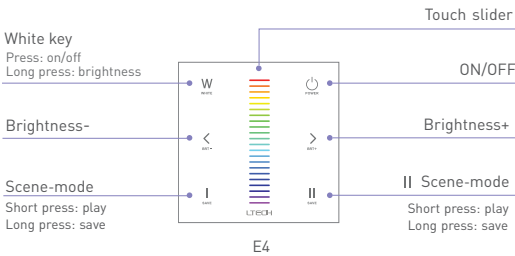 Touch slider
White key
Press: on/off
Long press: brightness
ON/OFF
W
WHITE
POWER
Brightness-
Brightness+
BRT-
BRT+
Scene-mode
Short press: play
Long press: save
I
SAVE
II
SAVE
II Scene-mode
Short press: play
Long press: save
LTECH
E4